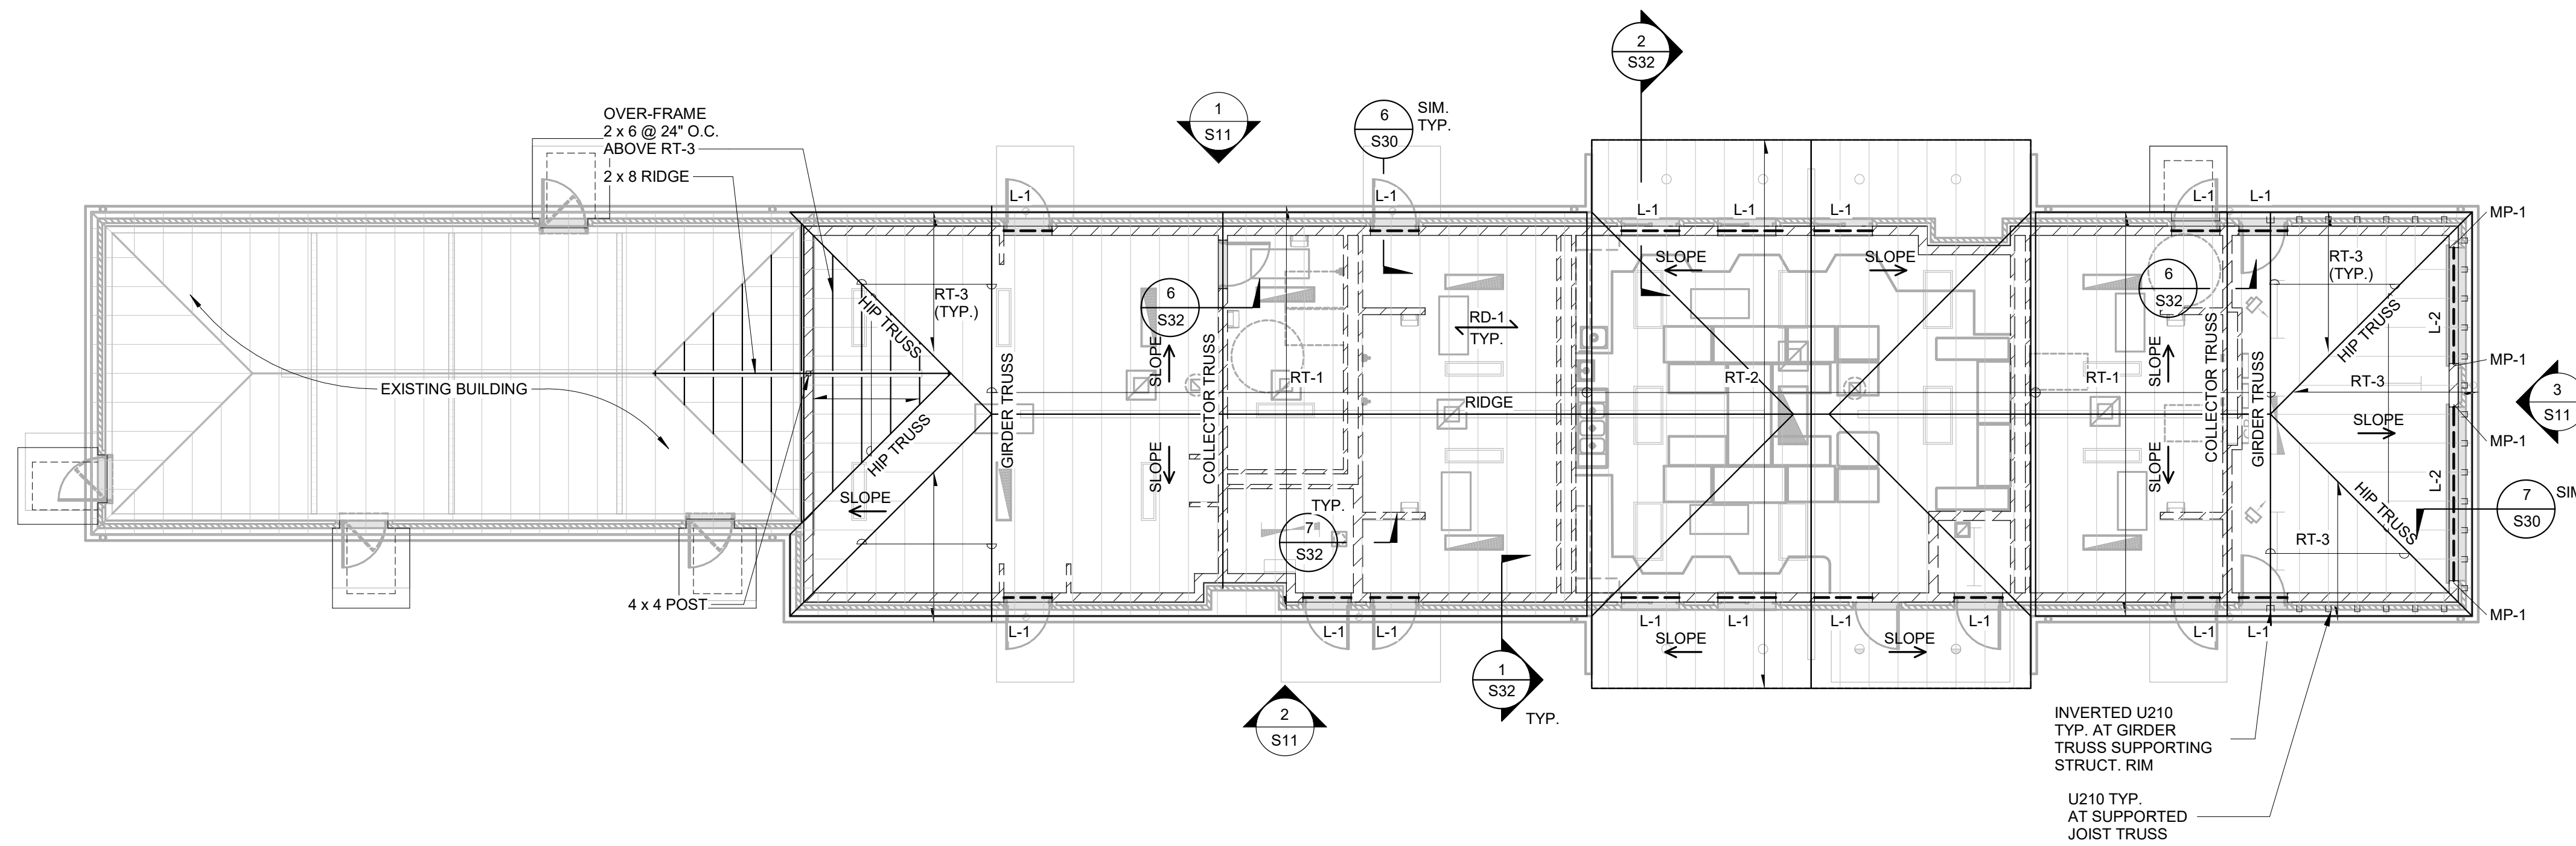 2
S32
OVER-FRAME
2 x 6 @ 24" O.C.
ABOVE RT-3
2 x 8 RIDGE
1
S11
6
S30
SIM.
TYP.
L-1
L-1
L-1
L-1
L-1
L-1
L-1
MP-1
SLOPE
SLOPE
RT-3
(TYP.)
HIP TRUSS
6
S32
SLOPE
COLLECTOR TRUSS
GIRDER TRUSS
RD-1
TYP.
6
S32
RT-3
(TYP.)
HIP TRUSS
L-2
EXISTING BUILDING
RT-1
RIDGE
RT-2
RT-1
SLOPE
COLLECTOR TRUSS
GIRDER TRUSS
RT-3
MP-1
3
S11
SLOPE
MP-1
HIP TRUSS
SLOPE
SLOPE
TYP.
7
S32
SLOPE
L-2
HIP TRUSS
RT-3
7
S30
SIM
4 x 4 POST
L-1
L-1
L-1
L-1
L-1
L-1
L-1
L-1
L-1
MP-1
SLOPE
SLOPE
1
S32
TYP.
2
S11
INVERTED U210
TYP. AT GIRDER
TRUSS SUPPORTING
STRUCT. RIM
U210 TYP.
AT SUPPORTED
JOIST TRUSS